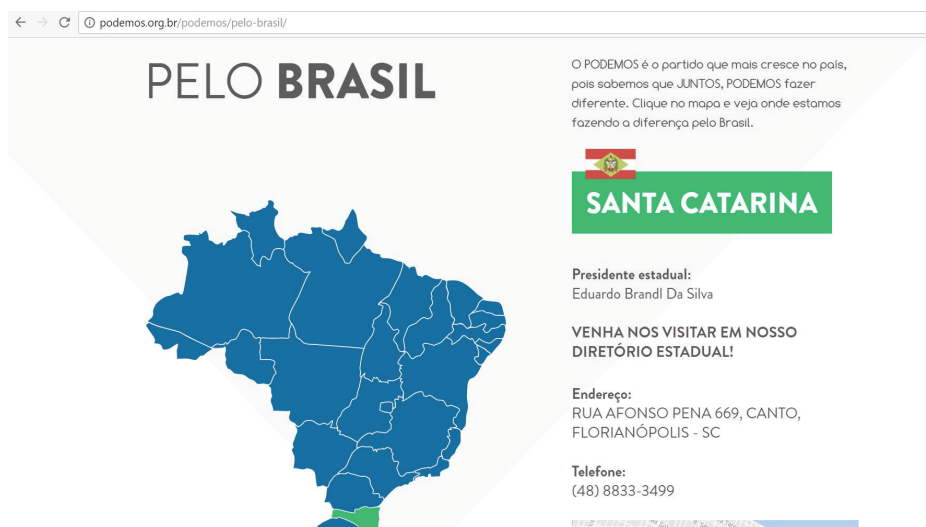 podemos.org.br/podemos/pelo-brasil/
PELO BRASIL
O PODEMOS é o partido que mais cresce no país,
pois sabemos que JUNTOS, PODEMOS fazer
diferente. Clique no mapa e veja onde estamos
fazendo a diferença pelo Brasil.
SANTA CATARINA
Presidente estadual:
Eduardo Brandl Da Silva
VENHA NOS VISITAR EM NOSSO
DIRETÓRIO ESTADUAL!
Endereço:
RUA AFONSO PENA 669, CANTO,
FLORIANÓPOLIS - SC
Telefone:
(48) 8833-3499